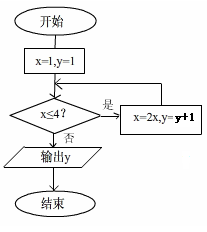 开始
x=1,y=1
x≤4?
是
x=2x,y=y+1
否
输出y
结束